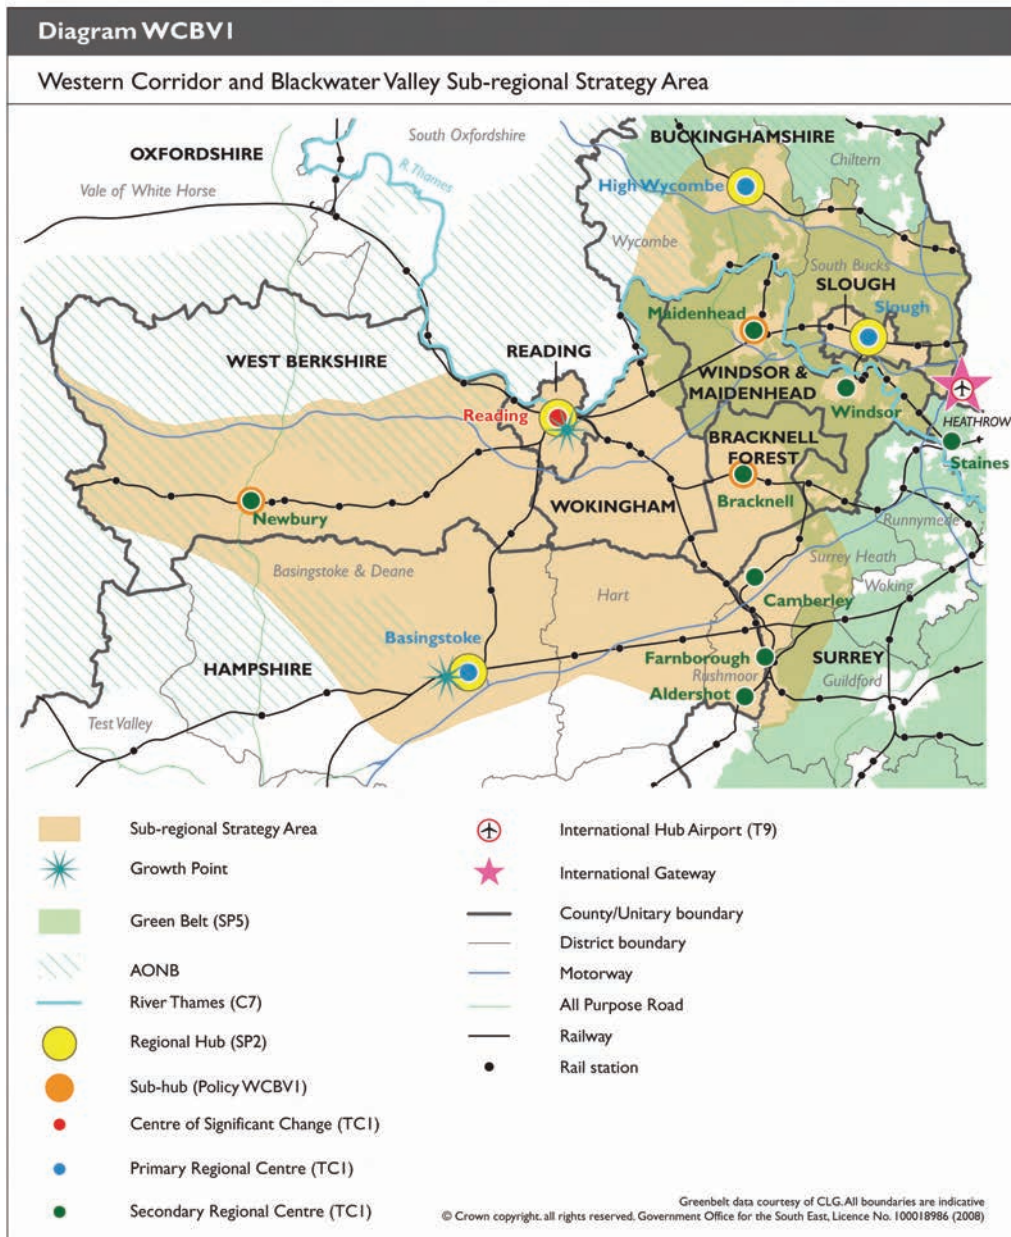 Diagram WCBV1
Western Corridor and Blackwater Valley Sub-regional Strategy Area
South Oxfordshire
BUCKINGHAMSHIRE
OXFORDSHIRE
Chiltern
R. Thames
High Wycombe
Vale of White Horse
Wycombe
South Bucks
SLOUGH
Slough
Maidenhead
READING
WEST BERKSHIRE
WINDSOR &
MAIDENHEAD
Reading
Windsor
HEATHROW
BRACKNELL
FOREST
Staines
Bracknell
WOKINGHAM
Newbury
Runnymede
Surrey Heath
Basingstoke & Deane
Woking
Hart
Camberley
Basingstoke
Farnborough
SURREY
HAMPSHIRE
Rushmoor
Guildford
Aldershot
Test Valley
Sub-regional Strategy Area
Growth Point
Green Belt (SP5)
AONB
River Thames (C7)
Regional Hub (SP2)
Sub-hub (Policy WCBV1)
Centre of Significant Change (TC1)
Primary Regional Centre (TC1)
Secondary Regional Centre (TC1)
International Hub Airport (T9)
International Gateway
County/Unitary boundary
District boundary
Motorway
All Purpose Road
Railway
Rail station
Greenbelt data courtesy of CLG. All boundaries are indicative
© Crown copyright. all rights reserved. Government Office for the South East, Licence No. 100018986 (2008)